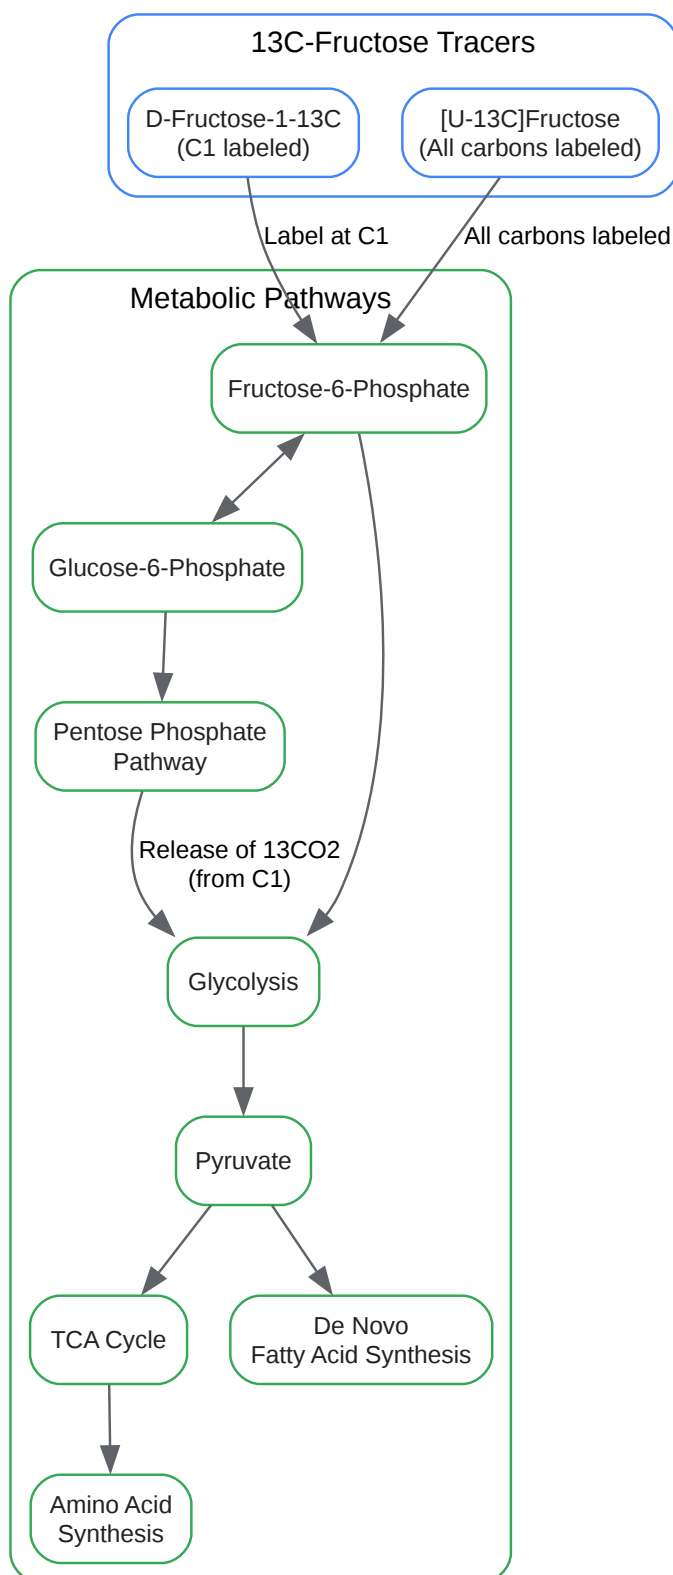 13C-Fructose Tracers
D-Fructose-1-13C
(C1 labeled)
[U-13C]Fructose
(All carbons labeled)
Label at C1
All carbons labeled
Metabolic Pathways
Fructose-6-Phosphate
Glucose-6-Phosphate
Pentose Phosphate
Pathway
Release of 13CO2
(from C1)
Glycolysis
Pyruvate
TCA Cycle
De Novo
Fatty Acid Synthesis
Amino Acid
Synthesis